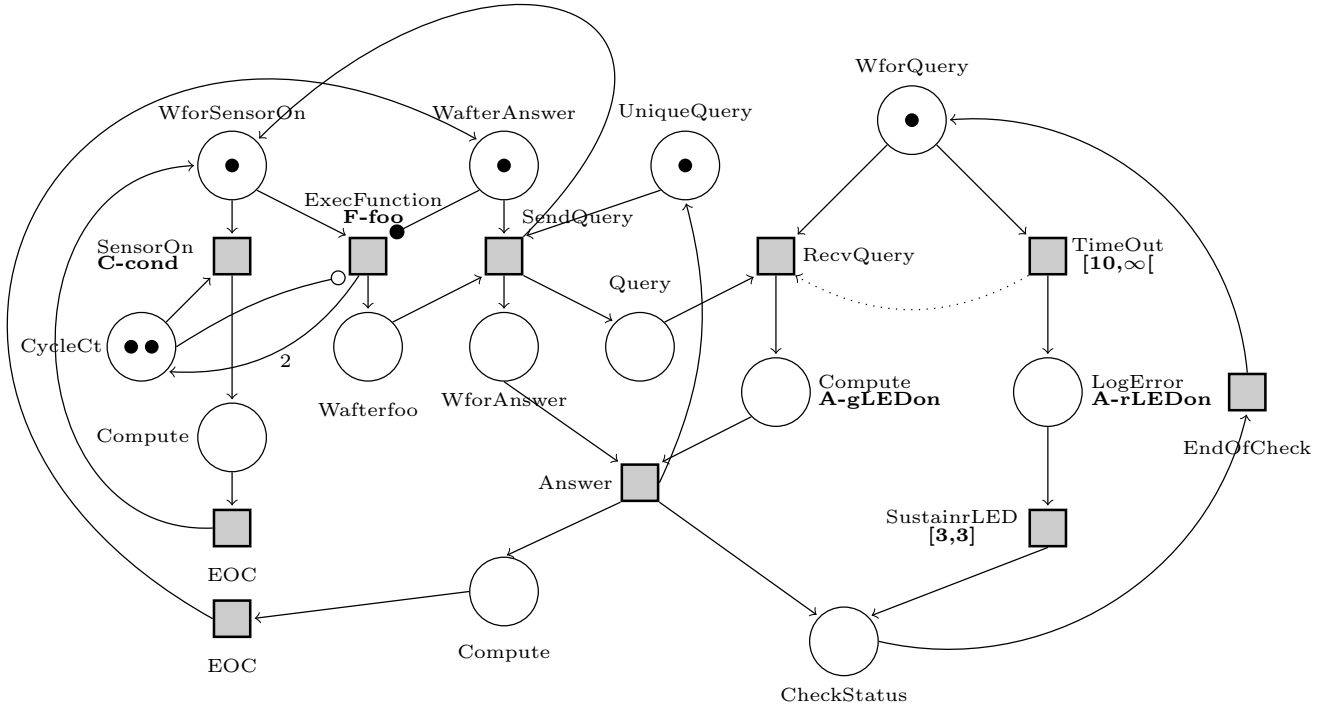 WforQuery
WforSensorOn
WafterAnswer
UniqueQuery
ExecFunction
F-foo
SendQuery
SensorOn
C-cond
RecvQuery
TimeOut
[10,∞[
Query
CycleCt
2
Wafterfoo
WforAnswer
Compute
A-gLEDon
LogError
A-rLEDon
Compute
EndOfCheck
Answer
SustainrLED
[3,3]
EOC
EOC
Compute
CheckStatus